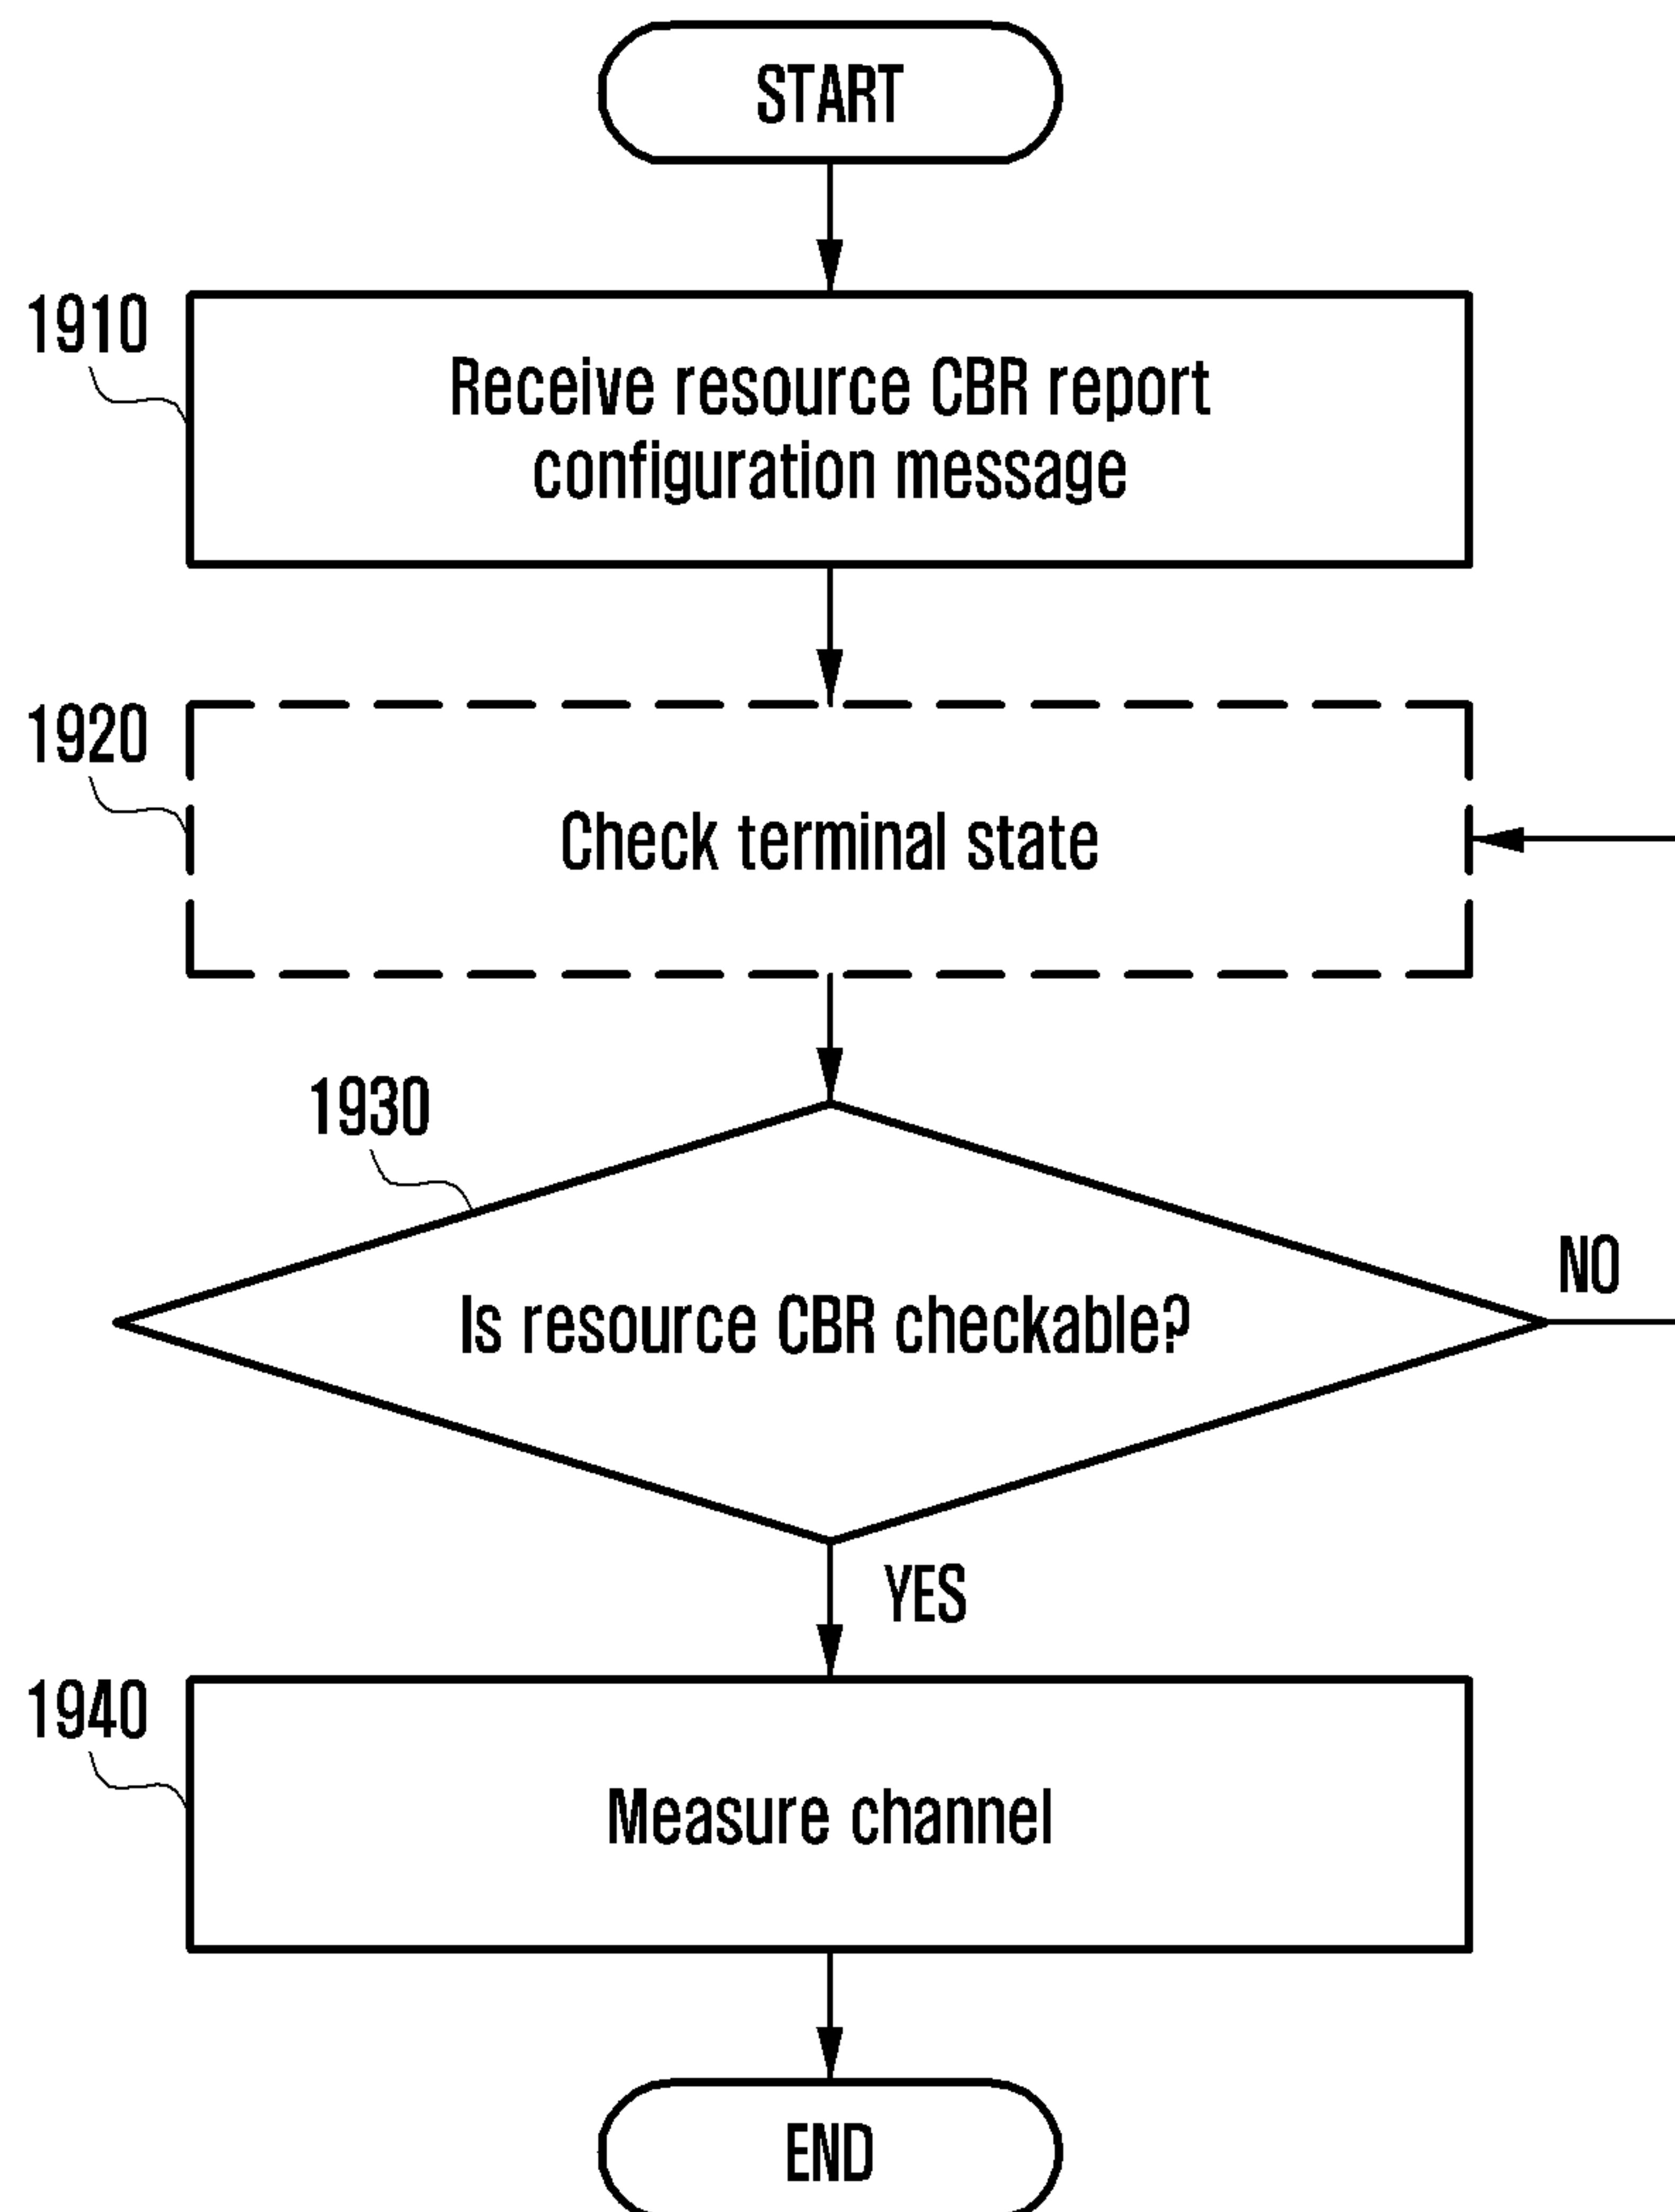 START
1910
Receive resource CBR report
configuration message
1920
Check terminal state
1930
Is resource CBR checkable?
NO
YES
1940
Measure channel
END